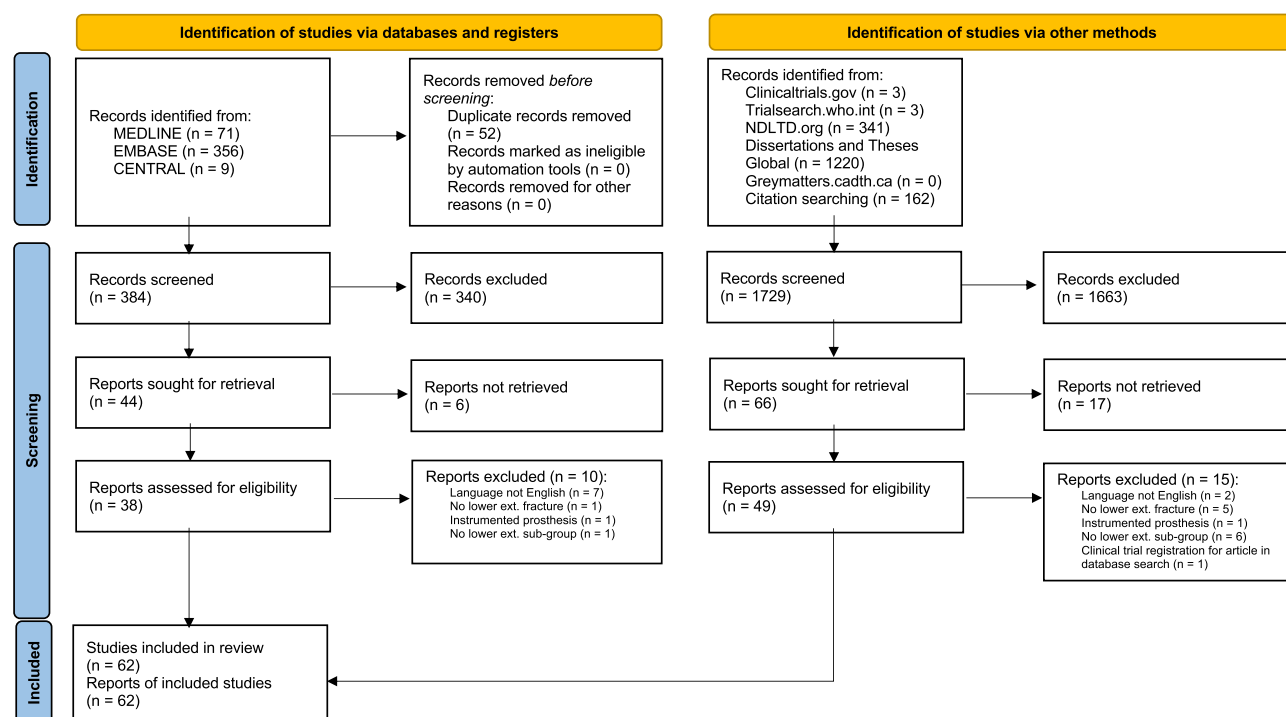 Identification of studies via databases and registers
Identification of studies via other methods
Identification
Records identified from:
MEDLINE (n = 71)
EMBASE (n = 356)
CENTRAL (n = 9)
Records removed before
screening:
Duplicate records removed
(n = 52)
Records marked as ineligible
by automation tools (n = 0)
Records removed for other
reasons (n = 0)
Records identified from:
Clinicaltrials.gov (n = 3)
Trialsearch.who.int (n = 3)
NDLTD.org (n = 341)
Dissertations and Theses
Global (n = 1220)
Greymatters.cadth.ca (n = 0)
Citation searching (n = 162)
Screening
Records screened
(n = 384)
Records excluded
(n = 340)
Records screened
(n = 1729)
Records excluded
(n = 1663)
Reports sought for retrieval
(n = 44)
Reports not retrieved
(n = 6)
Reports sought for retrieval
(n = 66)
Reports not retrieved
(n = 17)
Reports assessed for eligibility
(n = 38)
Reports excluded (n = 10):
Language not English (n = 7)
No lower ext. fracture (n = 1)
Instrumented prosthesis (n = 1)
No lower ext. sub-group (n = 1)
Reports assessed for eligibility
(n = 49)
Reports excluded (n = 15):
Language not English (n = 2)
No lower ext. fracture (n = 5)
Instrumented prosthesis (n = 1)
No lower ext. sub-group (n = 6)
Clinical trial registration for article in
database search (n = 1)
Included
Studies included in review
(n = 62)
Reports of included studies
(n = 62)